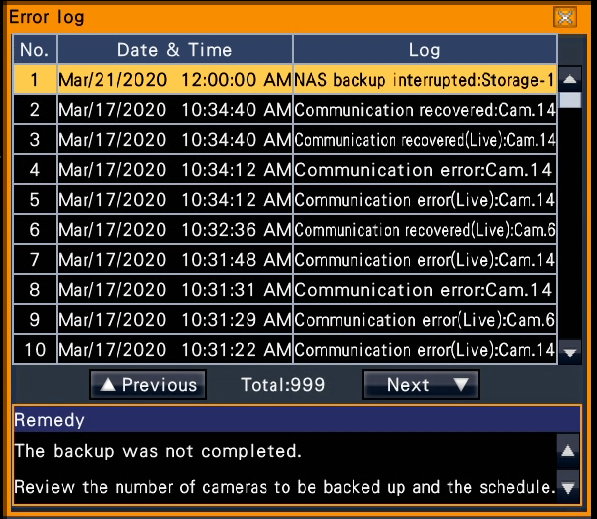 Error log
No. Date & Time Log
1 Mar/21/2020 12:00:00 AM NAS backup interrupted:Storage-1
2 Mar/17/2020 10:34:40 AM Communication recovered:Cam.14
3 Mar/17/2020 10:34:40 AM Communication recovered(Live):Cam.14
4 Mar/17/2020 10:34:12 AM Communication error:Cam.14
5 Mar/17/2020 10:34:12 AM Communication error(Live):Cam.14
6 Mar/17/2020 10:32:36 AM Communication recovered(Live):Cam.6
7 Mar/17/2020 10:31:48 AM Communication error(Live):Cam.14
8 Mar/17/2020 10:31:31 AM Communication error:Cam.14
9 Mar/17/2020 10:31:29 AM Communication error(Live):Cam.6
10 Mar/17/2020 10:31:22 AM Communication error(Live):Cam.14
▲ Previous Total:999 Next ▼
Remedy
The backup was not completed.
Review the number of cameras to be backed up and the schedule.